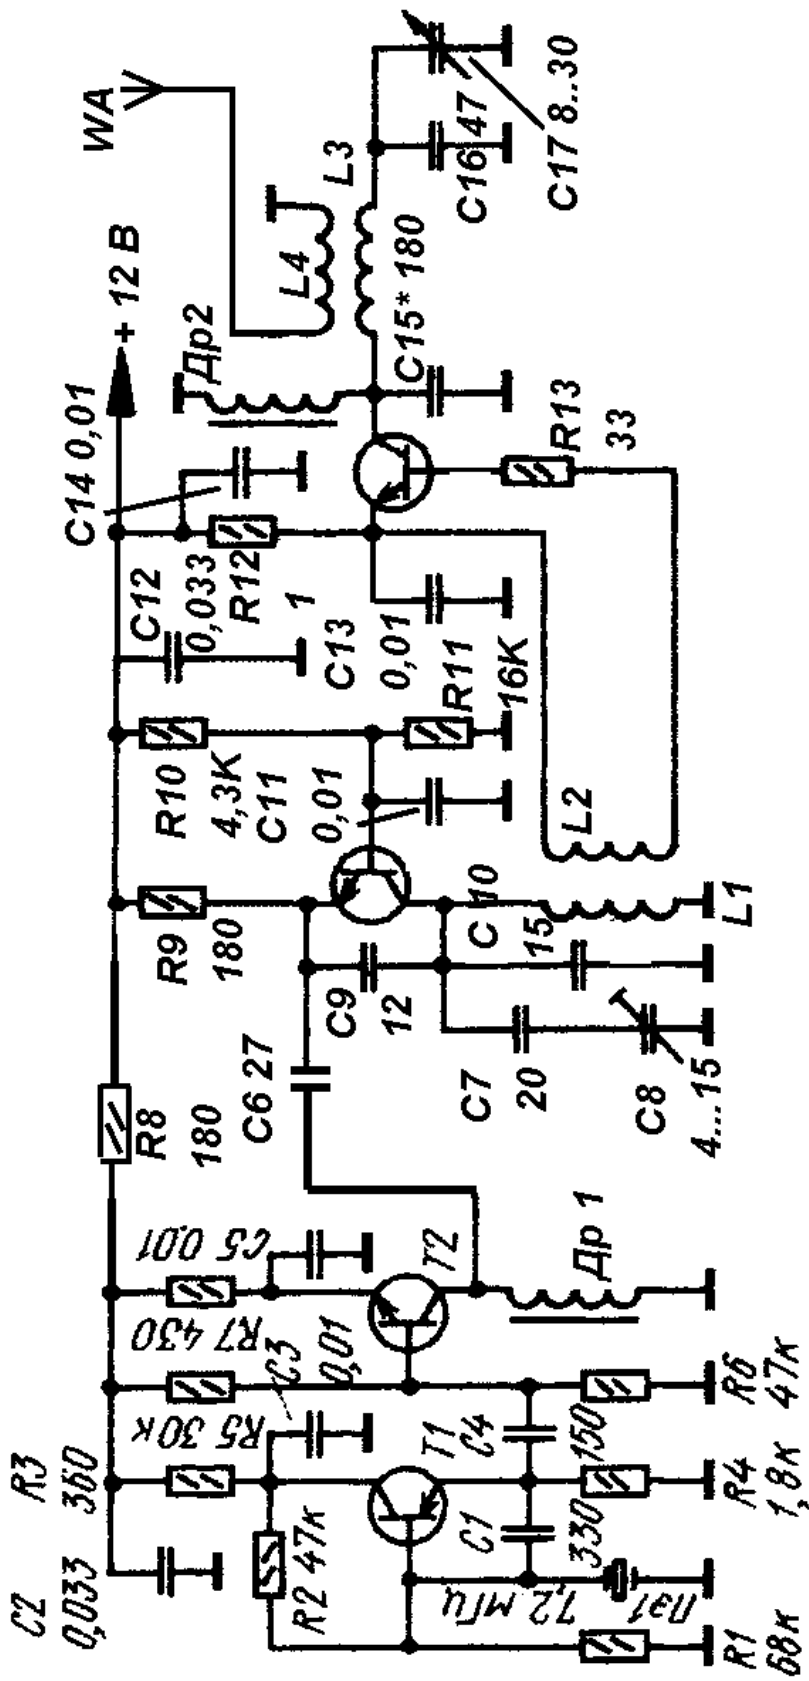 WA
+ 12 В
C14 0,01
Др2
L4
L3
C16 47
C17 8..30
C15* 180
R13
33
C12
0,033
R12
1
C13
0,01
R11
16K
R10
4,3K
C11
0,01
L2
C 10
15
L1
R9
180
C9
12
C7
20
C8
4...15
C6 27
R8
180
C5 0,01
T2
Др 1
R7 430
C3
0,01
R5 30к
T1
C4
150
R6
47к
R3
360
C2
0,033
R2 47к
C1
330
R4
1,8к
7,2 мГц
Пэ1
R1
68к